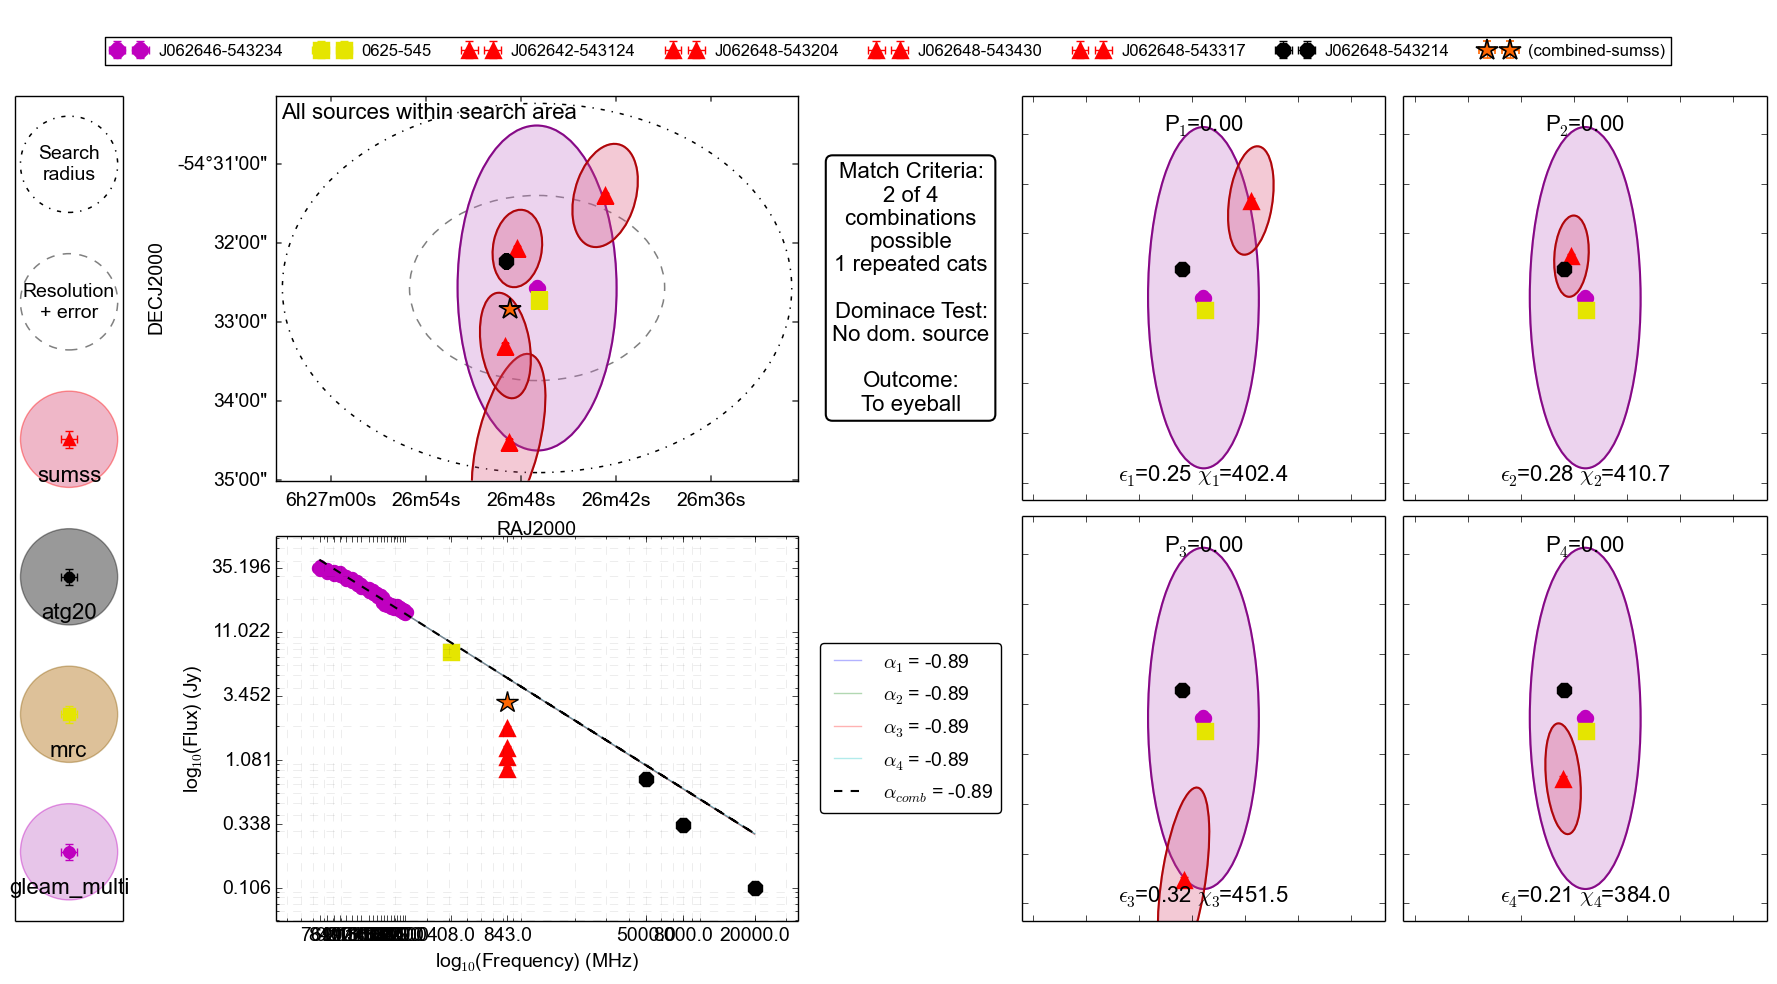 J062646-543234 0625-545 J062642-543124 J062648-543204 J062648-543430 J062648-543317 J062648-543214 (combined-sumss)
Search
radius
Resolution
+ error
sumss
atg20
mrc
gleam_multi
All sources within search area
DECJ2000
-54°31'00"
32'00"
33'00"
34'00"
35'00"
6h27m00s 26m54s 26m48s 26m42s 26m36s
RAJ2000
Match Criteria:
2 of 4
combinations
possible
1 repeated cats
Dominace Test:
No dom. source
Outcome:
To eyeball
P1=0.00
ϵ1=0.25 χ1=402.4
P2=0.00
ϵ2=0.28 χ2=410.7
P3=0.00
ϵ3=0.32 χ3=451.5
P4=0.00
ϵ4=0.21 χ4=384.0
log10(Flux) (Jy)
35.196
11.022
3.452
1.081
0.338
0.106
408.0 843.0 5000.0 8000.0 20000.0
log10(Frequency) (MHz)
α1 = -0.89
α2 = -0.89
α3 = -0.89
α4 = -0.89
αcomb = -0.89